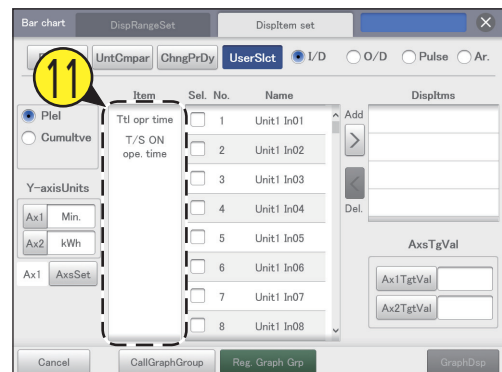 Bar chart
DispRangeSet
DispItem set
UntCmpar
ChngPrDy
UserSlct
I/D
O/D
Pulse
Ar.
11
Item
Sel.
No.
Name
DispItms
Plel
Cumultve
Ttl opr time
T/S ON
ope. time
1 Unit1 In01
2 Unit1 In02
3 Unit1 In03
4 Unit1 In04
5 Unit1 In05
6 Unit1 In06
7 Unit1 In07
8 Unit1 In08
Add
>
<
Del.
Y-axisUnits
Ax1 Min.
Ax2 kWh
Ax1 AxsSet
AxsTgVal
Ax1TgtVal
Ax2TgtVal
Cancel
CallGraphGroup
Reg. Graph Grp
GraphDsp